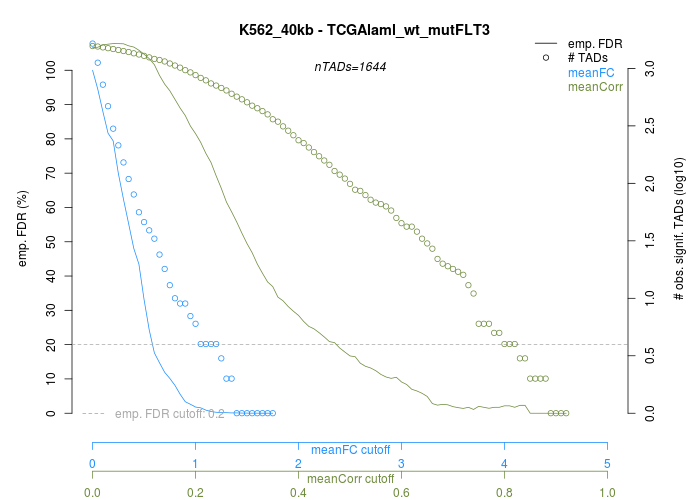 K562_40kb - TCGAlaml_wt_mutFLT3
nTADs=1644
emp. FDR
# TADs
meanFC
meanCorr
emp. FDR (%)
0 10 20 30 40 50 60 70 80 90 100
# obs. signif. TADs (log10)
0.0 0.5 1.0 1.5 2.0 2.5 3.0
emp. FDR cutoff: 0.2
meanFC cutoff
0 1 2 3 4 5
meanCorr cutoff
0.0 0.2 0.4 0.6 0.8 1.0